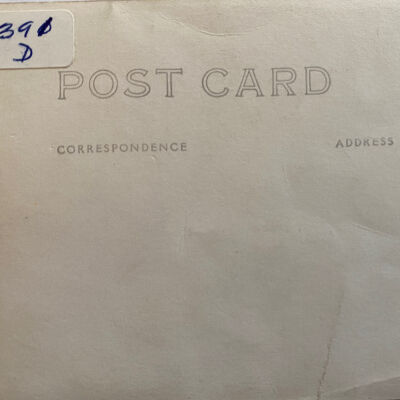 D
POST CARD
CORRESPONDENCE
ADDRESS